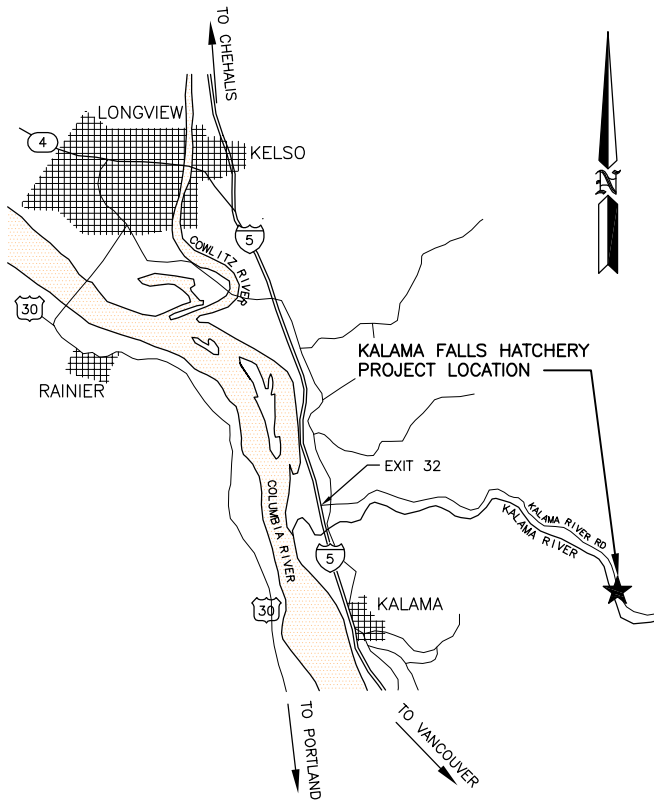 TO CHEHALIS
LONGVIEW
4
KELSO
N
5
COWLITZ RIVER
30
KALAMA FALLS HATCHERY
PROJECT LOCATION
RAINIER
EXIT 32
COLUMBIA RIVER
KALAMA RIVER RD
KALAMA RIVER
5
30
KALAMA
TO PORTLAND
TO VANCOUVER